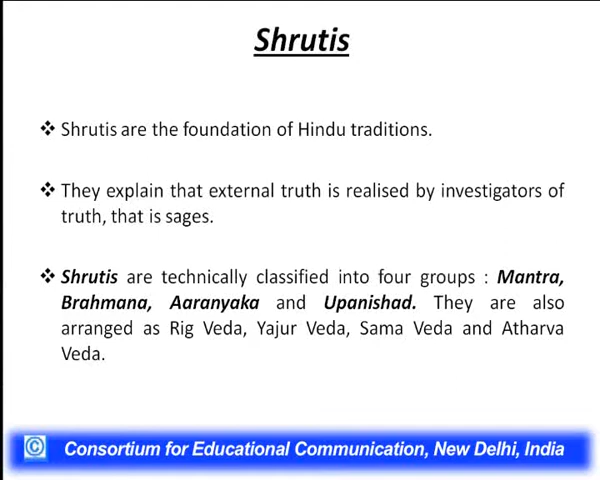 Shrutis
❖ Shrutis are the foundation of Hindu traditions.
❖ They explain that external truth is realised by investigators of
truth, that is sages.
❖ Shrutis are technically classified into four groups : Mantra,
Brahmana, Aaranyaka and Upanishad. They are also
arranged as Rig Veda, Yajur Veda, Sama Veda and Atharva
Veda.
© Consortium for Educational Communication, New Delhi, India